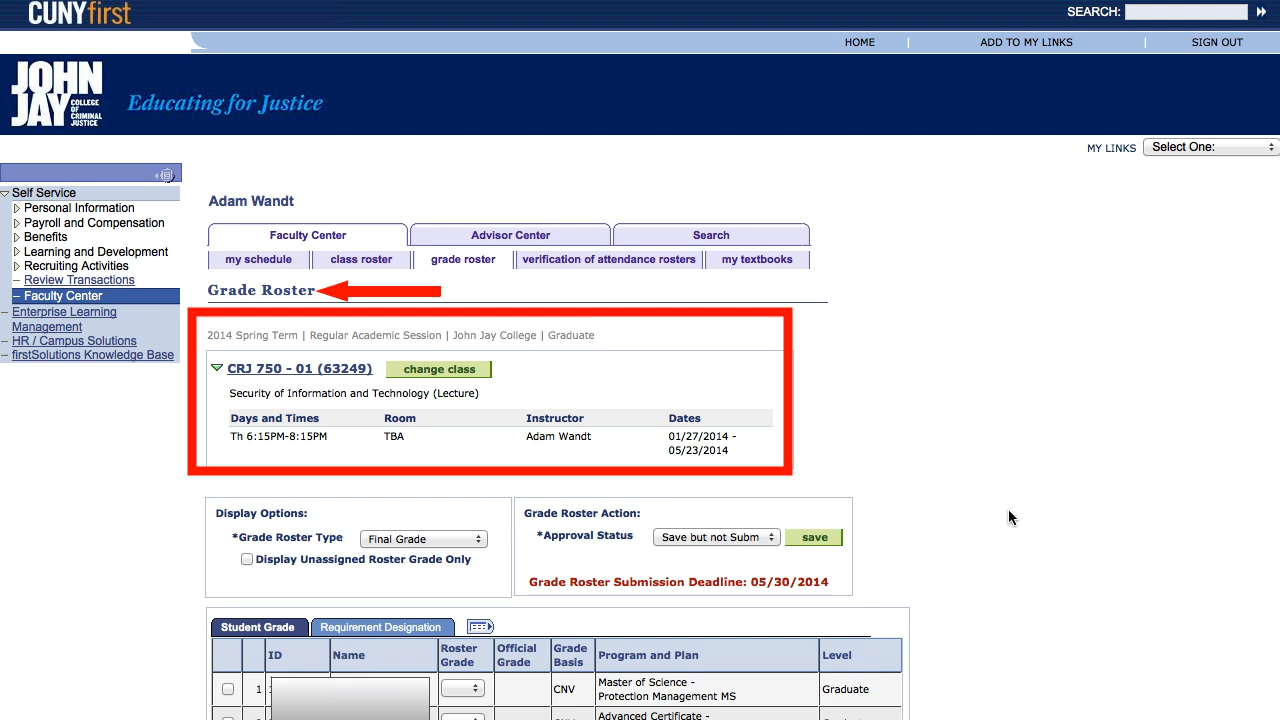 CUNYfirst
SEARCH:
HOME
ADD TO MY LINKS
SIGN OUT
JOHN
JAY
COLLEGE
OF
CRIMINAL
JUSTICE
Educating for Justice
MY LINKS
Select One:
Self Service
Personal Information
Payroll and Compensation
Benefits
Learning and Development
Recruiting Activities
Review Transactions
Faculty Center
Enterprise Learning
Management
HR / Campus Solutions
firstSolutions Knowledge Base
Adam Wandt
Faculty Center
Advisor Center
Search
my schedule
class roster
grade roster
verification of attendance rosters
my textbooks
Grade Roster
2014 Spring Term | Regular Academic Session | John Jay College | Graduate
CRJ 750 - 01 (63249)
change class
Security of Information and Technology (Lecture)
Days and Times Room Instructor Dates
Th 6:15PM-8:15PM TBA Adam Wandt 01/27/2014 -
05/23/2014
Display Options:
*Grade Roster Type Final Grade
Display Unassigned Roster Grade Only
Grade Roster Action:
*Approval Status Save but not Subm save
Grade Roster Submission Deadline: 05/30/2014
Student Grade Requirement Designation
ID Name Roster Grade Official Grade Grade Basis Program and Plan Level
1 CNV Master of Science -
Protection Management MS Graduate
Advanced Certificate -